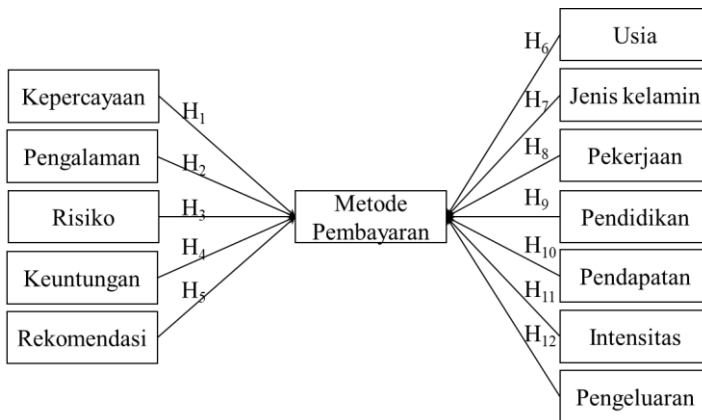 Kepercayaan
Pengalaman
Risiko
Keuntungan
Rekomendasi
H₁
H₂
H₃
H₄
H₅
Metode
Pembayaran
H₆
H₇
H₈
H₉
H₁₀
H₁₁
H₁₂
Usia
Jenis kelamin
Pekerjaan
Pendidikan
Pendapatan
Intensitas
Pengeluaran